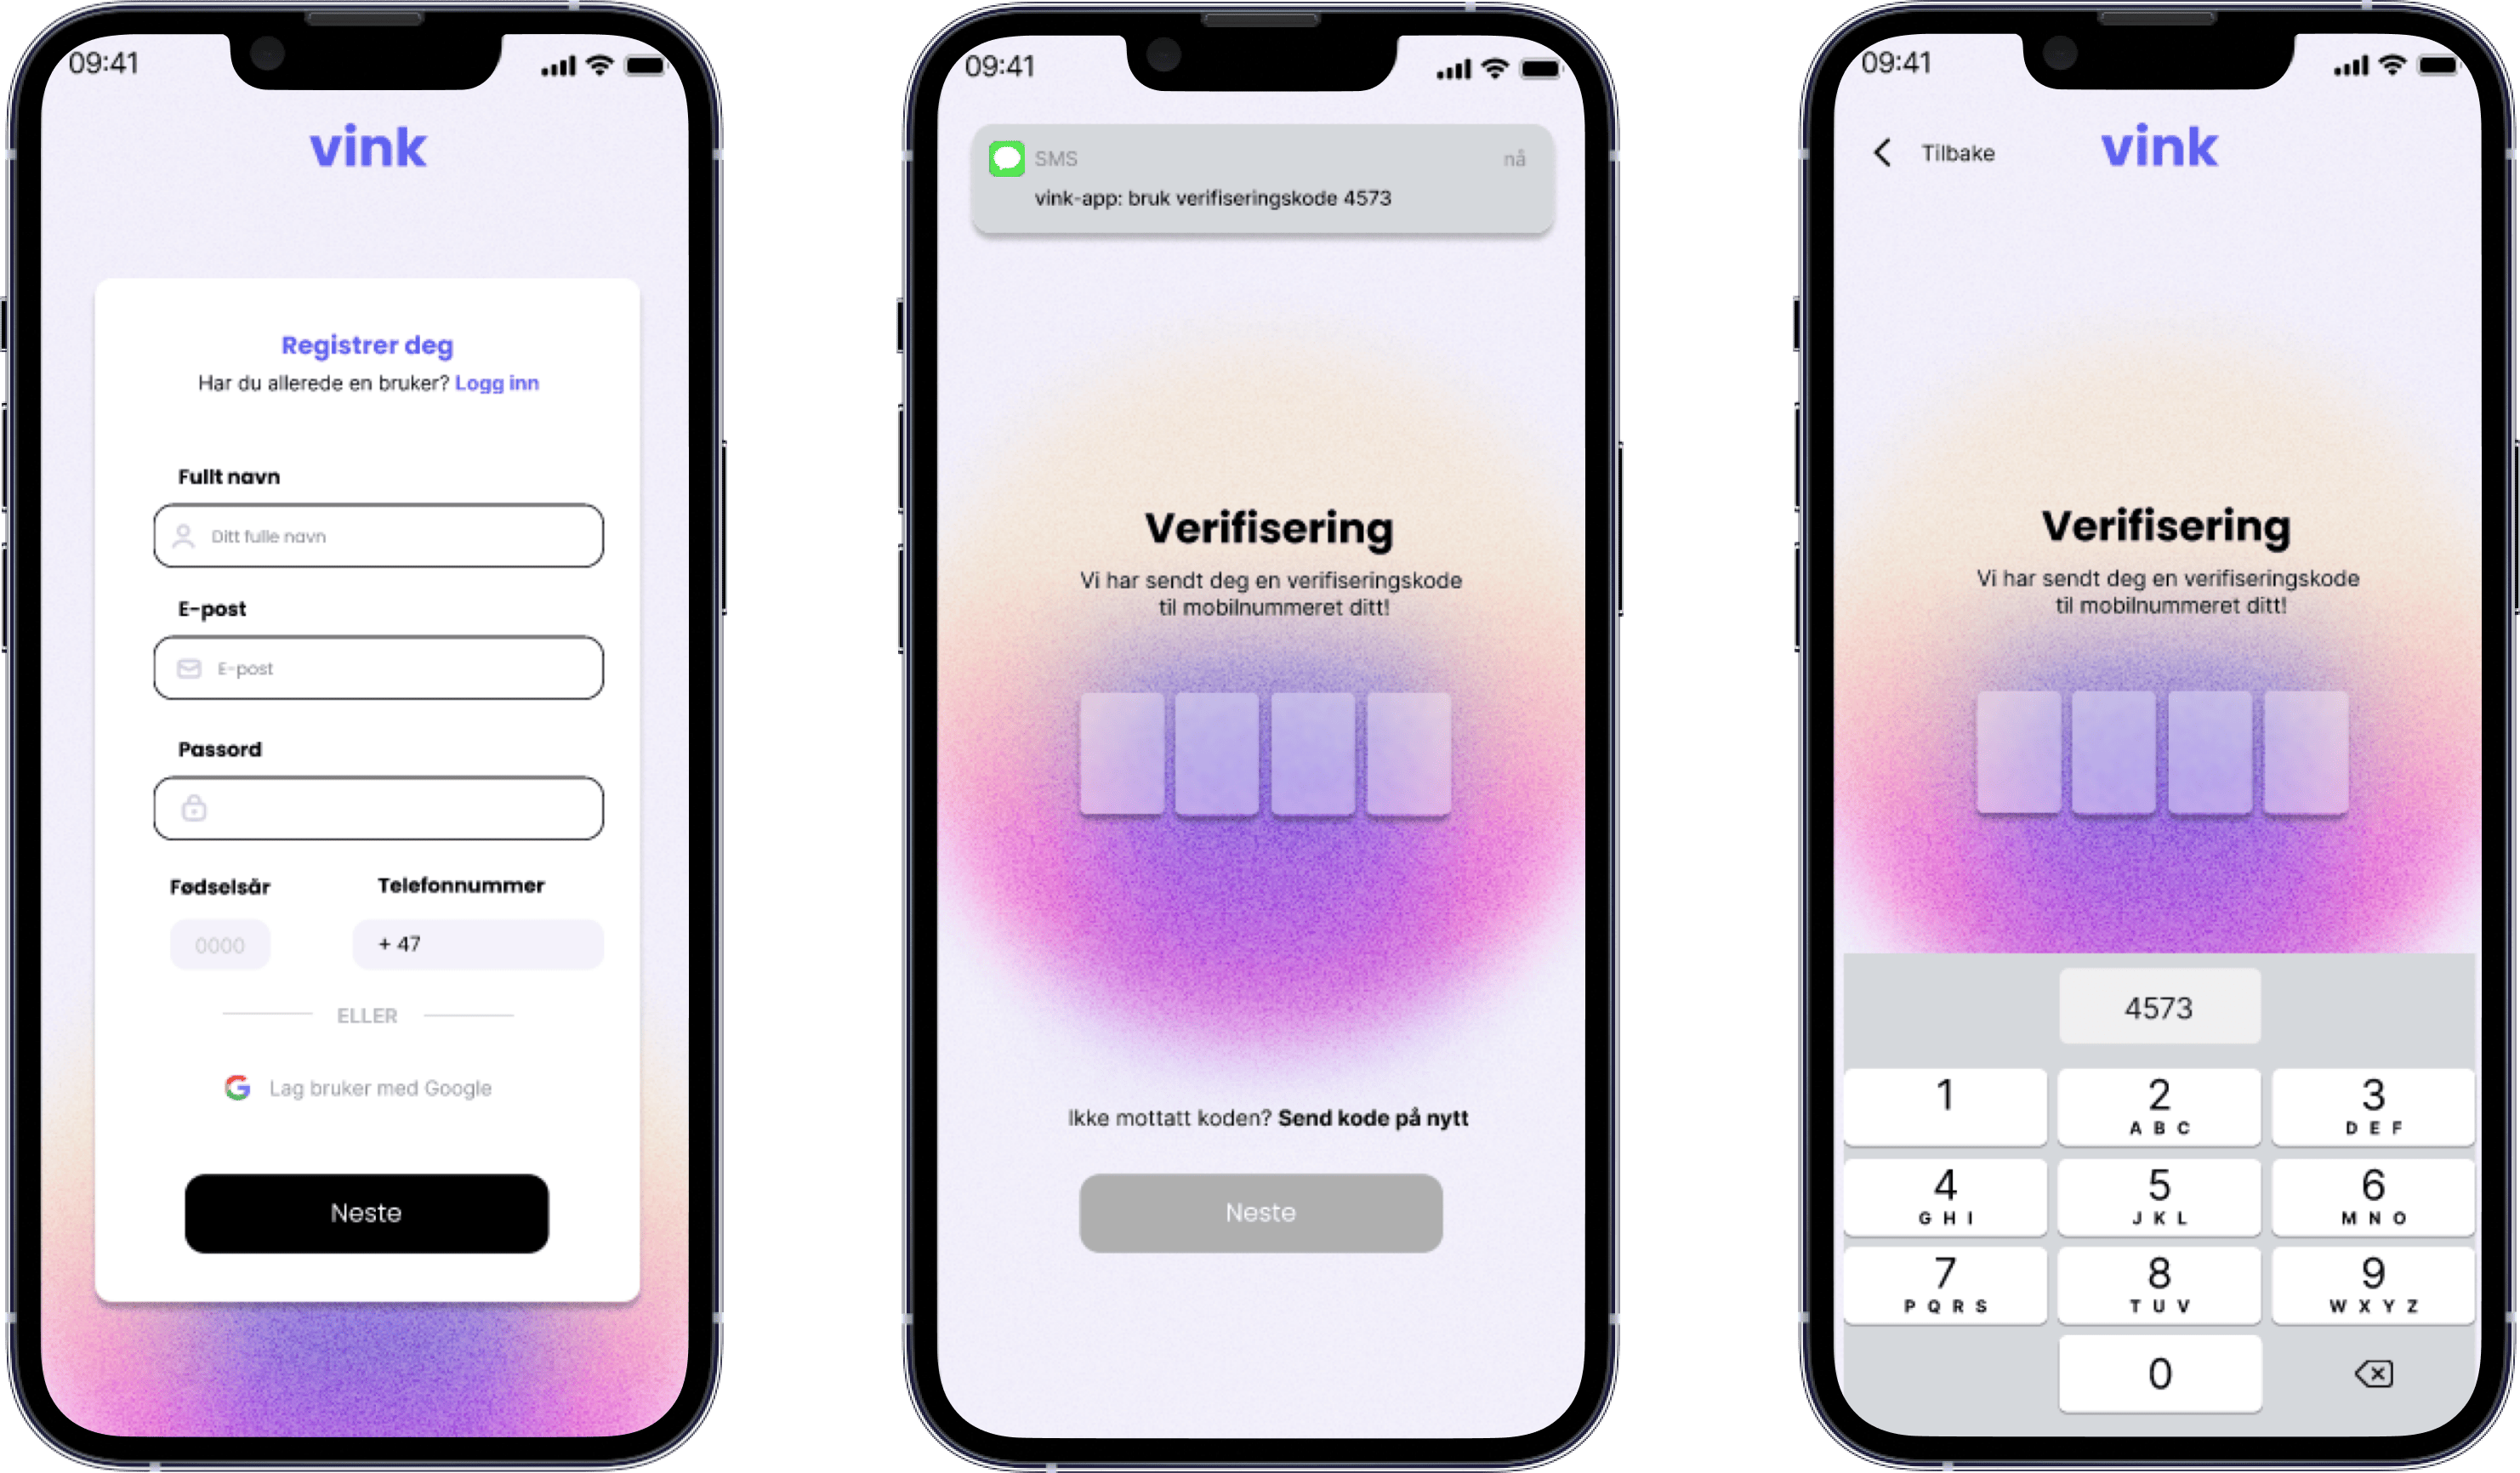 09:41
vink
Registrer deg
Har du allerede en bruker? Logg inn
Fullt navn
Ditt fulle navn
E-post
E-post
Passord
Fødselsår
Telefonnummer
0000
+ 47
ELLER
Lag bruker med Google
Neste
09:41
SMS
nå
vink-app: bruk verifiseringskode 4573
Verifisering
Vi har sendt deg en verifiseringskode
til mobilnummeret ditt!
Ikke mottatt koden? Send kode på nytt
Neste
09:41
Tilbake
vink
Verifisering
Vi har sendt deg en verifiseringskode
til mobilnummeret ditt!
4573
1
2
3
ABC
DEF
4
5
6
GHI
JKL
MNO
7
8
9
PQRS
TUV
WXYZ
0